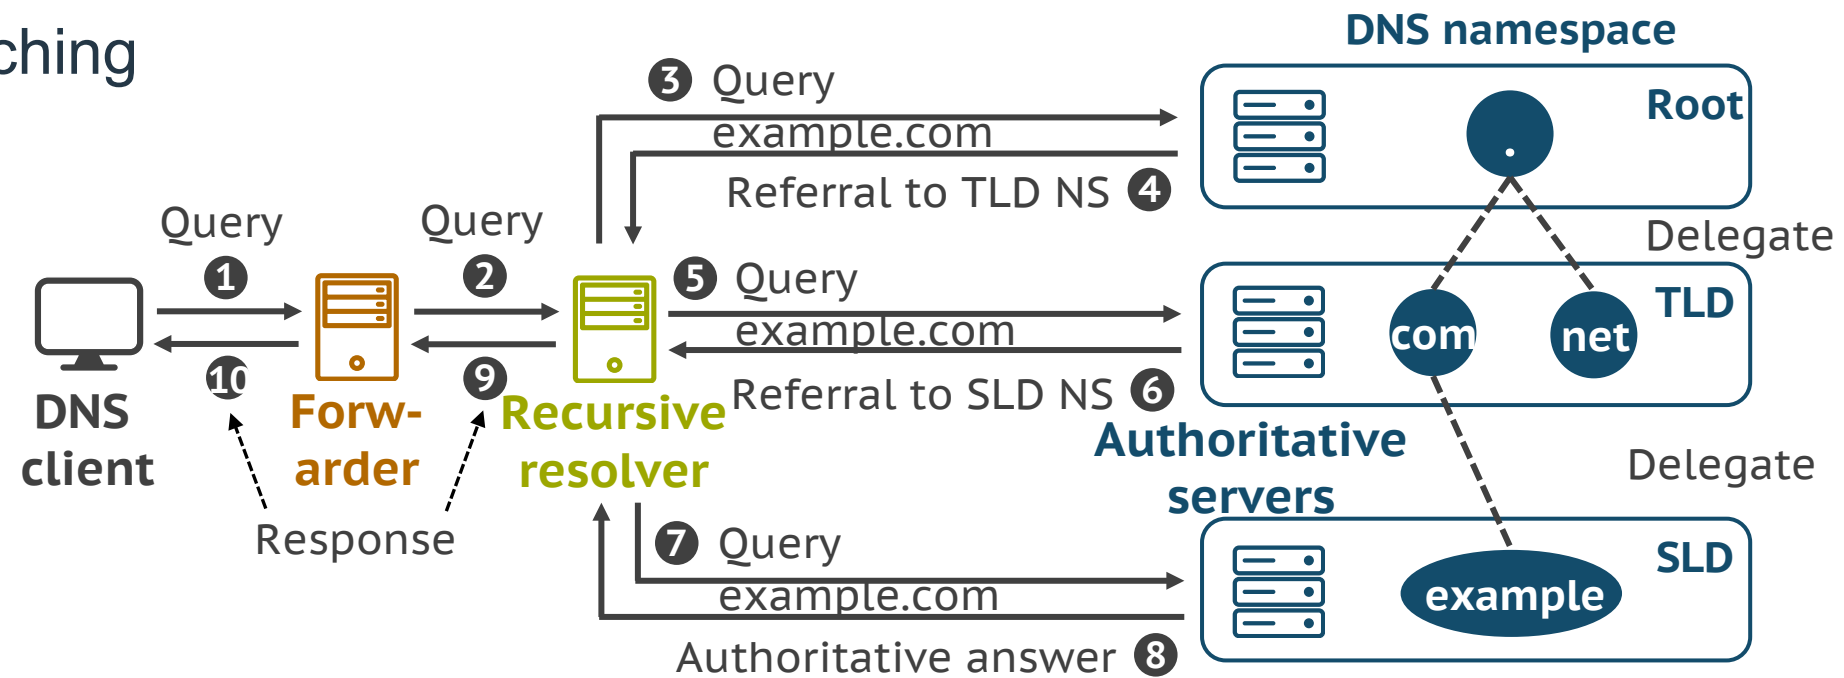 ching
DNS namespace
3 Query
example.com
Referral to TLD NS 4
Root
.
Delegate
Query
1
Query
2
5 Query
example.com
Referral to SLD NS 6
TLD
com
net
10
9
DNS
client
Forw-
arder
Recursive
resolver
Response
Authoritative
servers
Delegate
7 Query
example.com
Authoritative answer 8
SLD
example